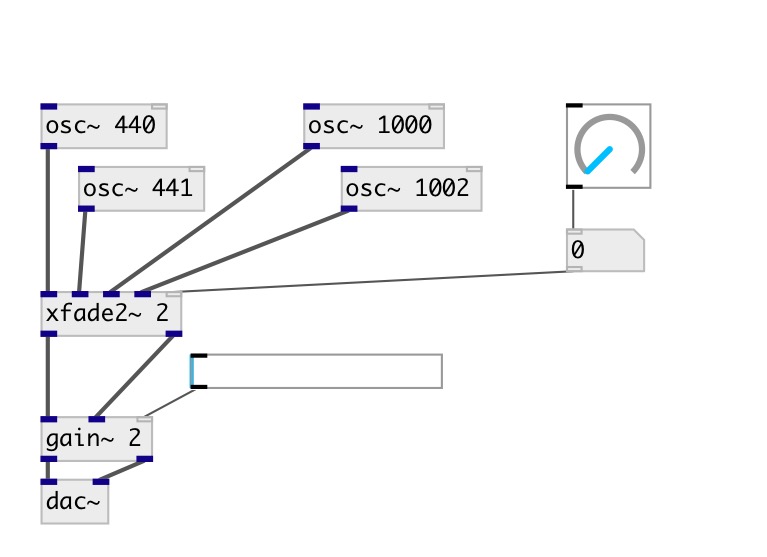 osc~ 440
osc~ 1000
osc~ 441
osc~ 1002
0
xfade2~ 2
gain~ 2
dac~